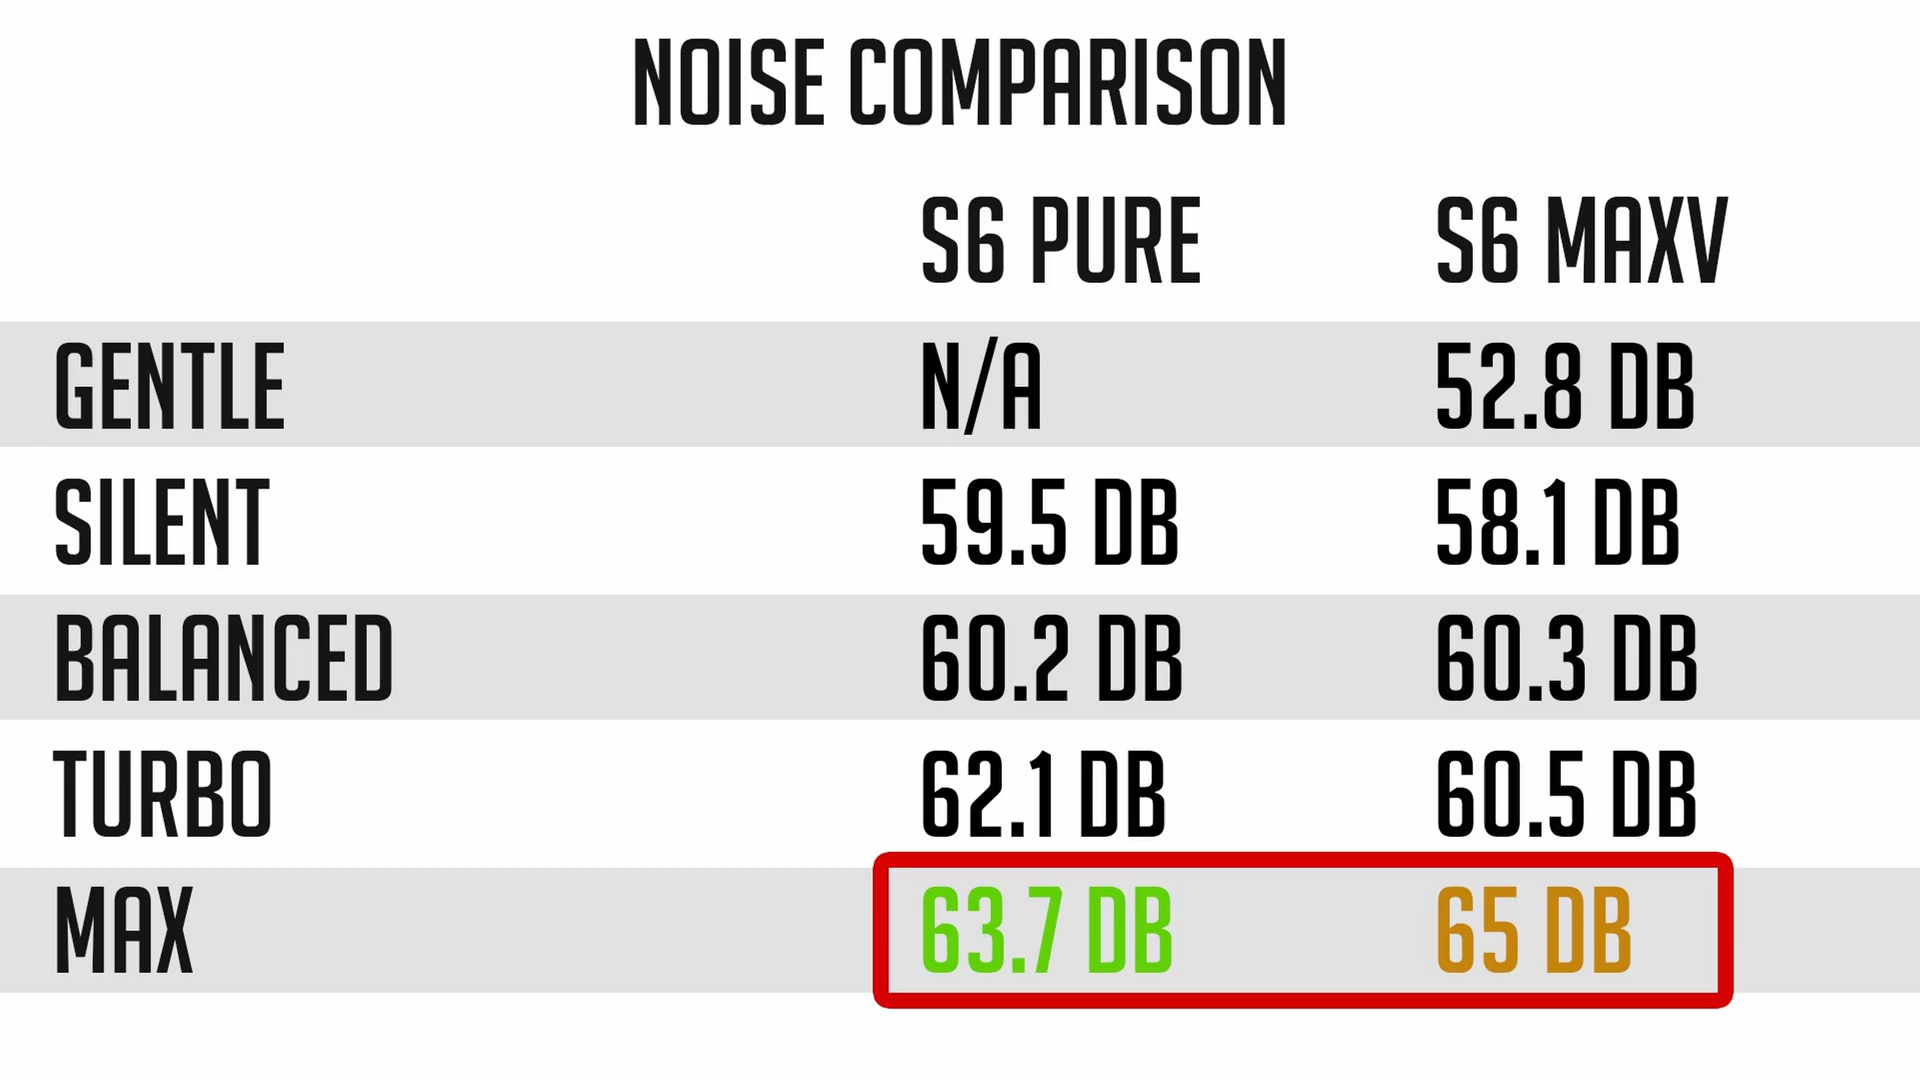 NOISE COMPARISON
S6 PURE S6 MAXV
GENTLE N/A 52.8 DB
SILENT 59.5 DB 58.1 DB
BALANCED 60.2 DB 60.3 DB
TURBO 62.1 DB 60.5 DB
MAX 63.7 DB 65 DB